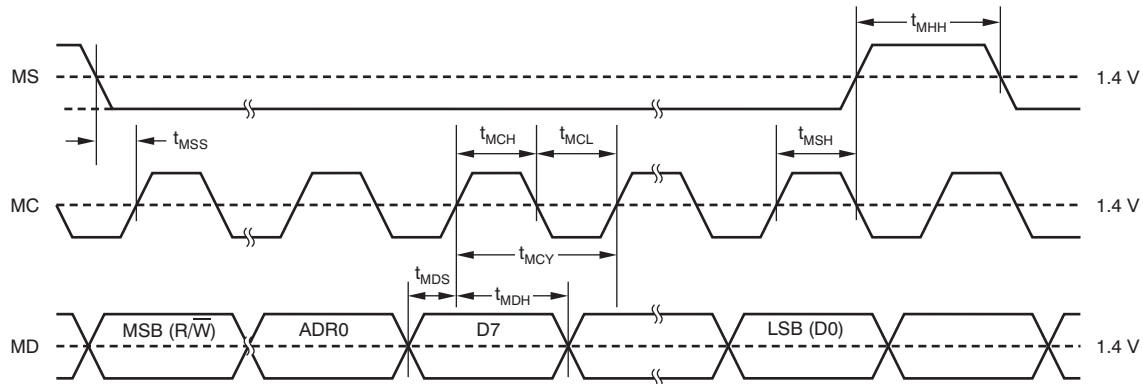 tMHH
MS
1.4 V
tMSS
tMCH
tMCL
tMSH
MC
1.4 V
tMCY
tMDS
tMDH
MD
MSB (R/W̅)
ADR0
D7
LSB (D0)
1.4 V